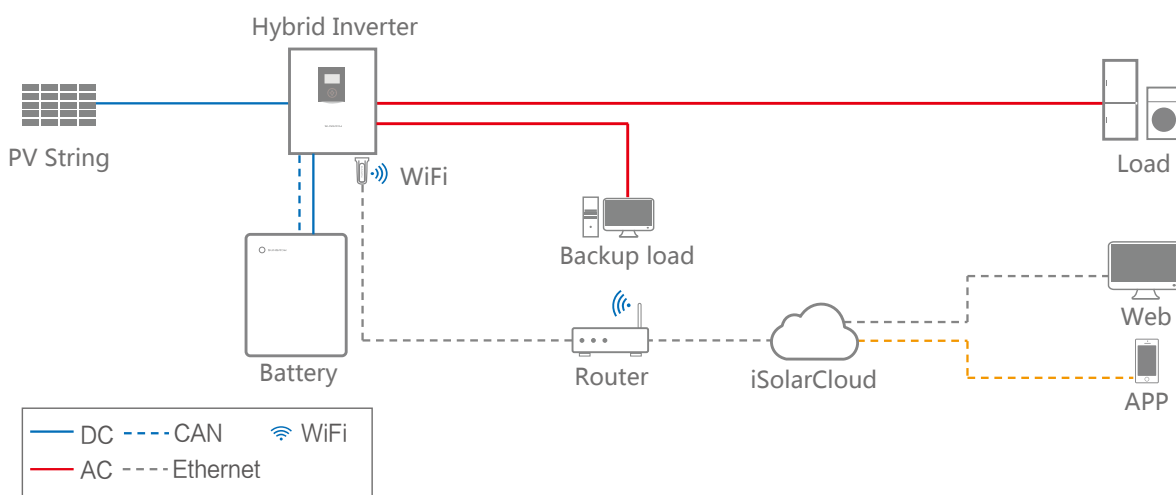 Hybrid Inverter
PV String
Load
WiFi
Backup load
Battery
Router
iSolarCloud
Web
APP
DC
CAN
WiFi
AC
Ethernet